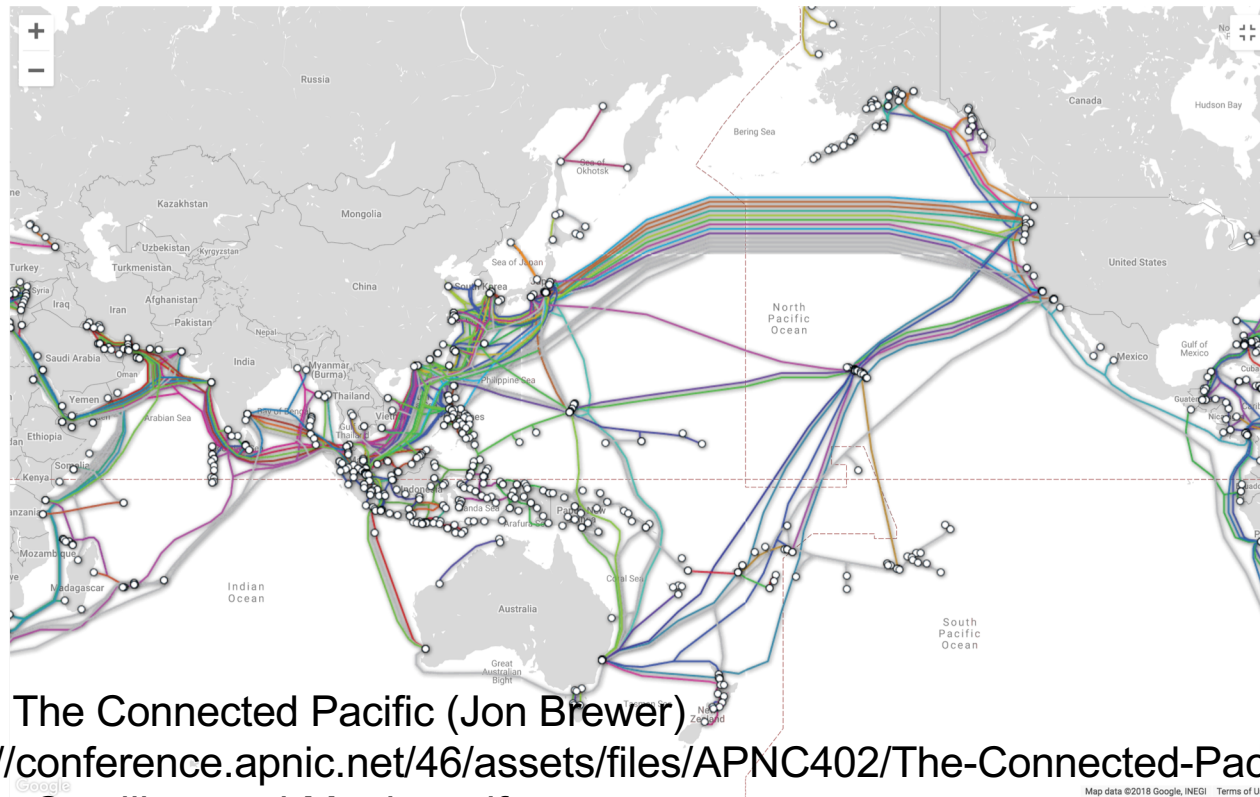 +
−
Russia
Canada
Hudson Bay
Bering Sea
Sea of
Okhotsk
Kazakhstan
Mongolia
Uzbekistan
Kyrgyzstan
Turkey
Turkmenistan
Sea of Japan
United States
Syria
China
South Korea
Iraq
Iran
Afghanistan
North
Pacific
Ocean
Pakistan
Nepal
Gulf of
Mexico
Saudi Arabia
India
Myanmar
(Burma)
Mexico
Oman
Philippine Sea
Cuba
Yemen
Thailand
Arabian Sea
Bay of Bengal
Ethiopia
Gulf
Thailand
Somalia
Kenya
Indonesia
Banda Sea
Arafura Sea
Mozambique
Madagascar
Indian
Ocean
Coral Sea
Australia
South
Pacific
Ocean
Great
Australian
Bight
New
Zealand
The Connected Pacific (Jon Brewer)
//conference.apnic.net/46/assets/files/APNC402/The-Connected-Pac
Google
Map data ©2018 Google, INEGI Terms of U